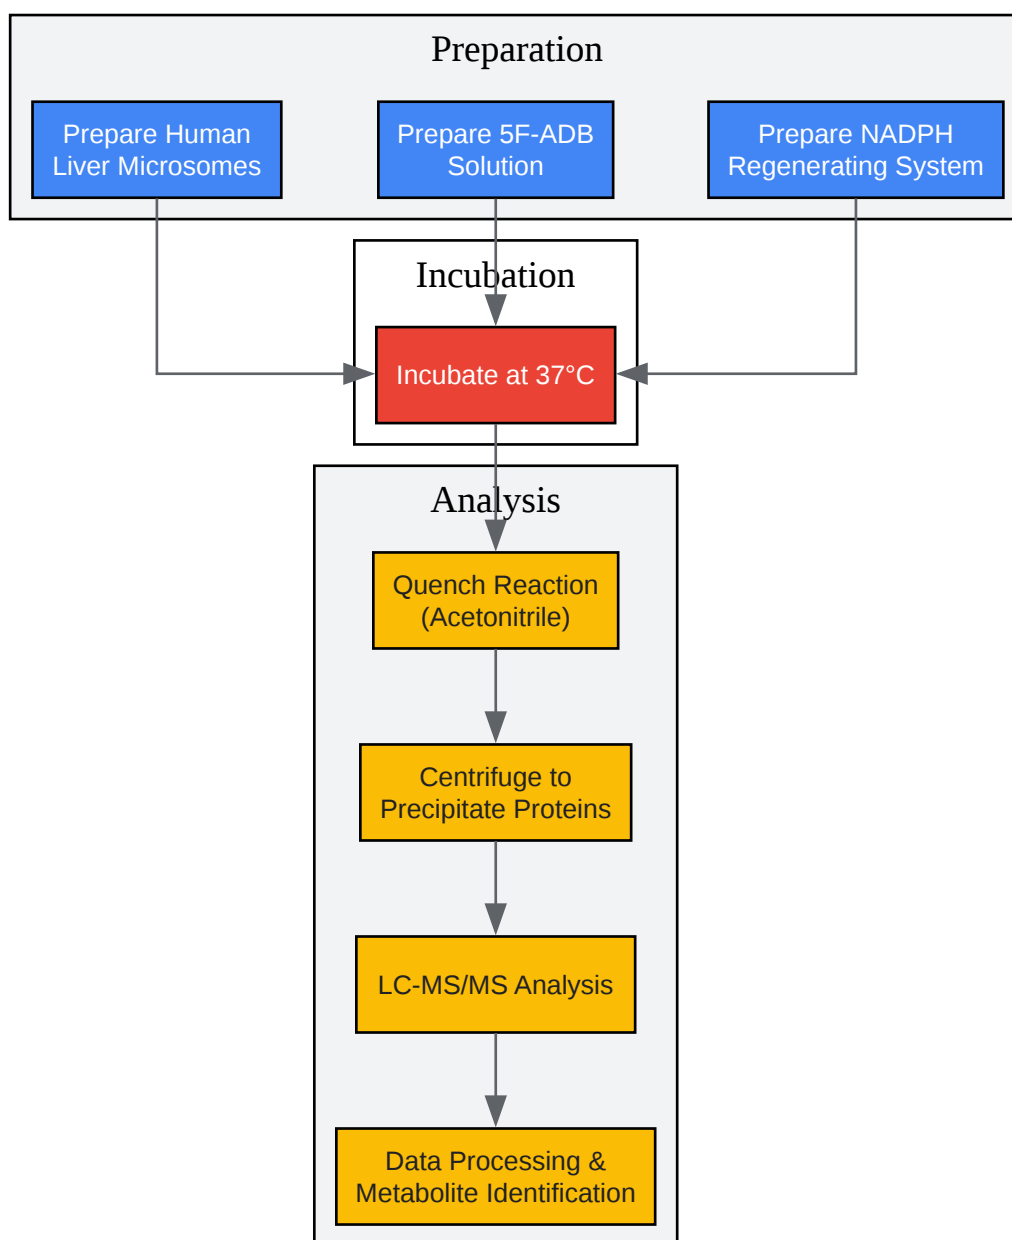 Preparation
Prepare Human
Liver Microsomes
Prepare 5F-ADB
Solution
Prepare NADPH
Regenerating System
Incubation
Incubate at 37°C
Analysis
Quench Reaction
(Acetonitrile)
Centrifuge to
Precipitate Proteins
LC-MS/MS Analysis
Data Processing &
Metabolite Identification